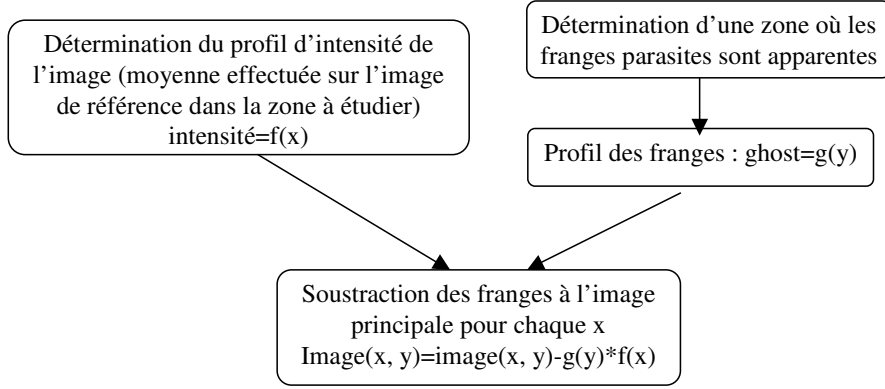 Détermination du profil d’intensité de
l’image (moyenne effectuée sur l’image
de référence dans la zone à étudier)
intensité=f(x)
Détermination d’une zone où les
franges parasites sont apparentes
Profil des franges : ghost=g(y)
Soustraction des franges à l’image
principale pour chaque x
Image(x, y)=image(x, y)-g(y)*f(x)